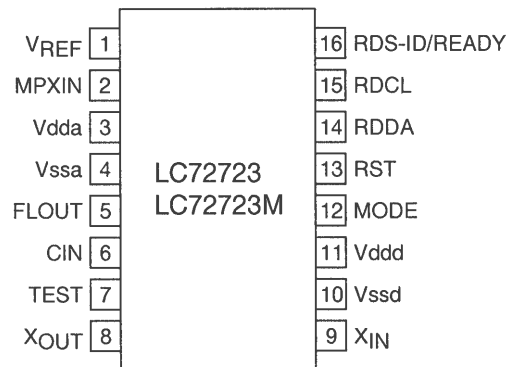 VREF 1
MPXIN 2
Vdda 3
Vssa 4
FLOUT 5
CIN 6
TEST 7
XOUT 8
LC72723
LC72723M
16 RDS-ID/READY
15 RDCL
14 RDDA
13 RST
12 MODE
11 Vddd
10 Vssd
9 XIN